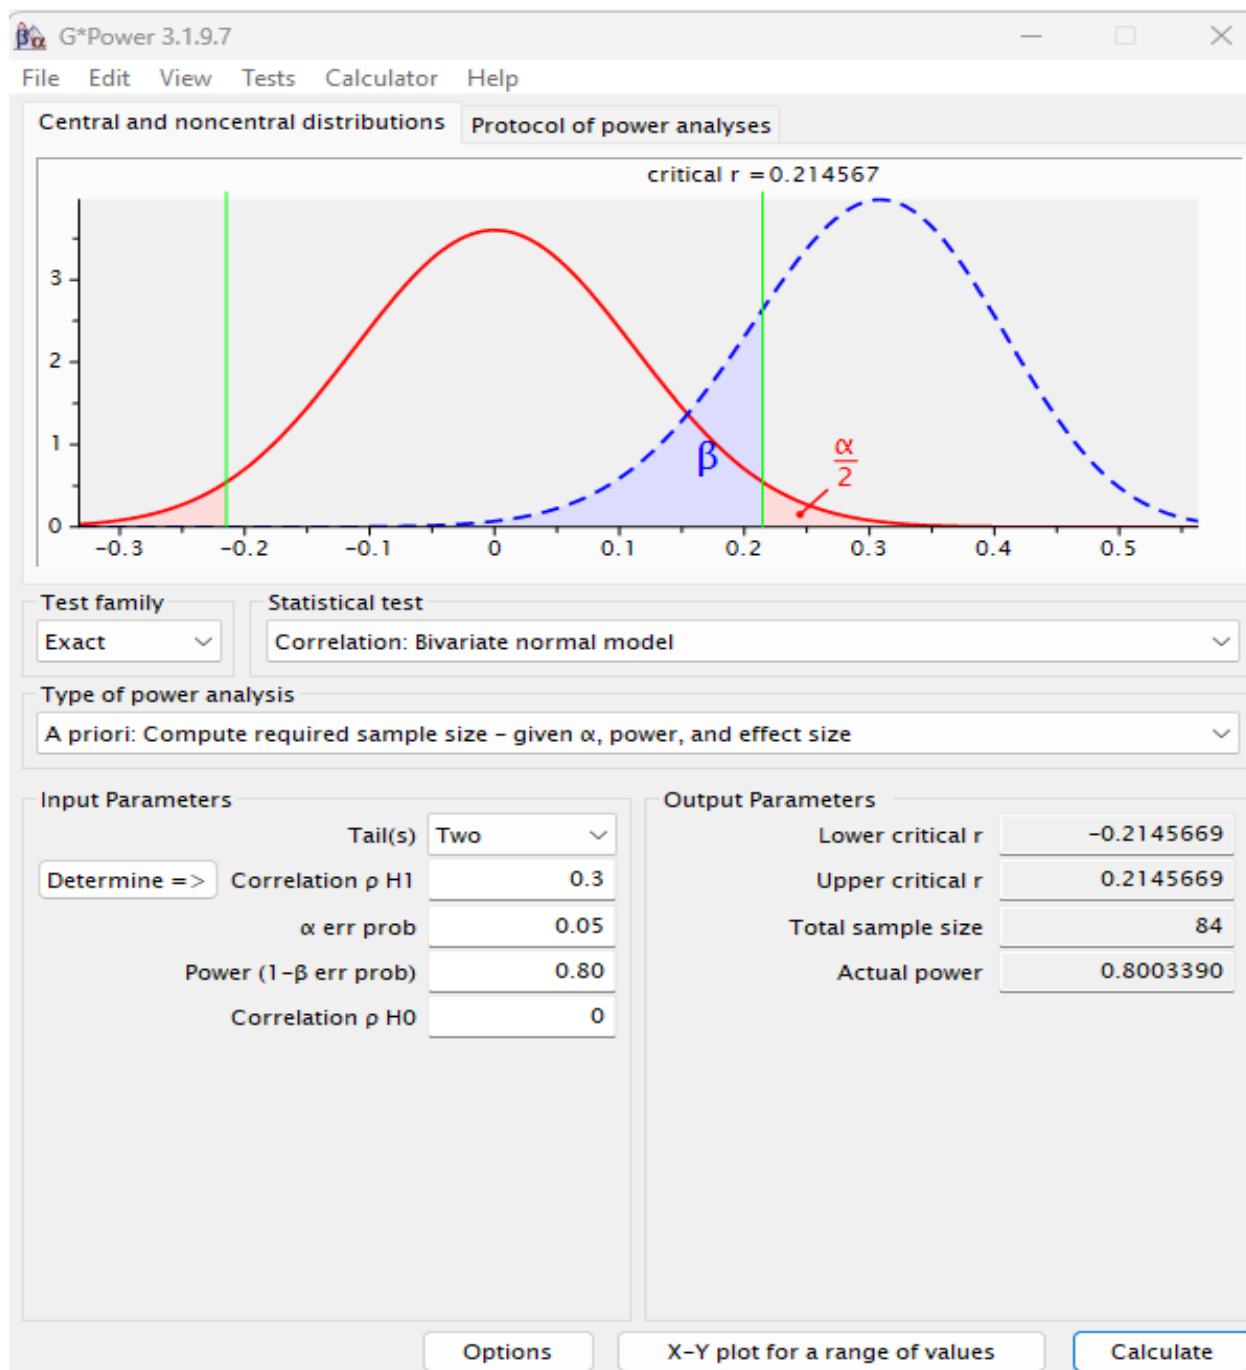 G*Power 3.1.9.7
File Edit View Tests Calculator Help
Central and noncentral distributions Protocol of power analyses
critical r = 0.214567
3
2
1
0
β
α
2
-0.3 -0.2 -0.1 0 0.1 0.2 0.3 0.4 0.5
Test family Statistical test
Exact Correlation: Bivariate normal model
Type of power analysis
A priori: Compute required sample size – given α, power, and effect size
Input Parameters
Tail(s) Two
Determine => Correlation ρ H1 0.3
α err prob 0.05
Power (1-β err prob) 0.80
Correlation ρ H0 0
Output Parameters
Lower critical r -0.2145669
Upper critical r 0.2145669
Total sample size 84
Actual power 0.8003390
Options X-Y plot for a range of values Calculate